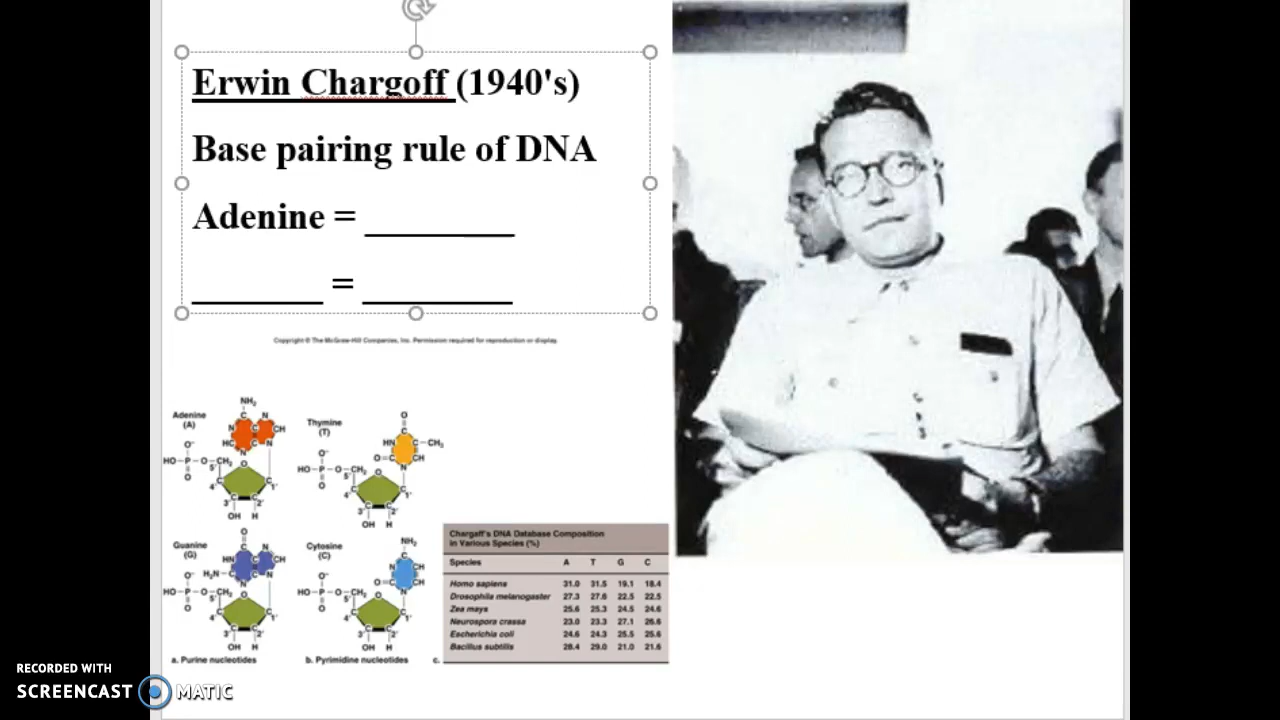 Erwin Chargoff (1940's)
Base pairing rule of DNA
Adenine = ________
_______ = ________
Copyright © The McGraw-Hill Companies, Inc. Permission required for reproduction or display.
Adenine
(A)
Thymine
(T)
Guanine
(G)
Cytosine
(C)
a. Purine nucleotides
b. Pyrimidine nucleotides
c.
Chargaff's DNA Database Composition
in Various Species (%)
Species A T G C
Homo sapiens 31.0 31.5 19.1 18.4
Drosophila melanogaster 27.3 27.6 22.5 22.5
Zea mays 25.6 25.3 24.5 24.6
Neurospora crassa 23.0 23.3 27.1 26.6
Escherichia coli 24.6 24.3 25.5 25.6
Bacillus subtilis 28.4 29.0 21.0 21.6
RECORDED WITH
SCREENCAST MATIC